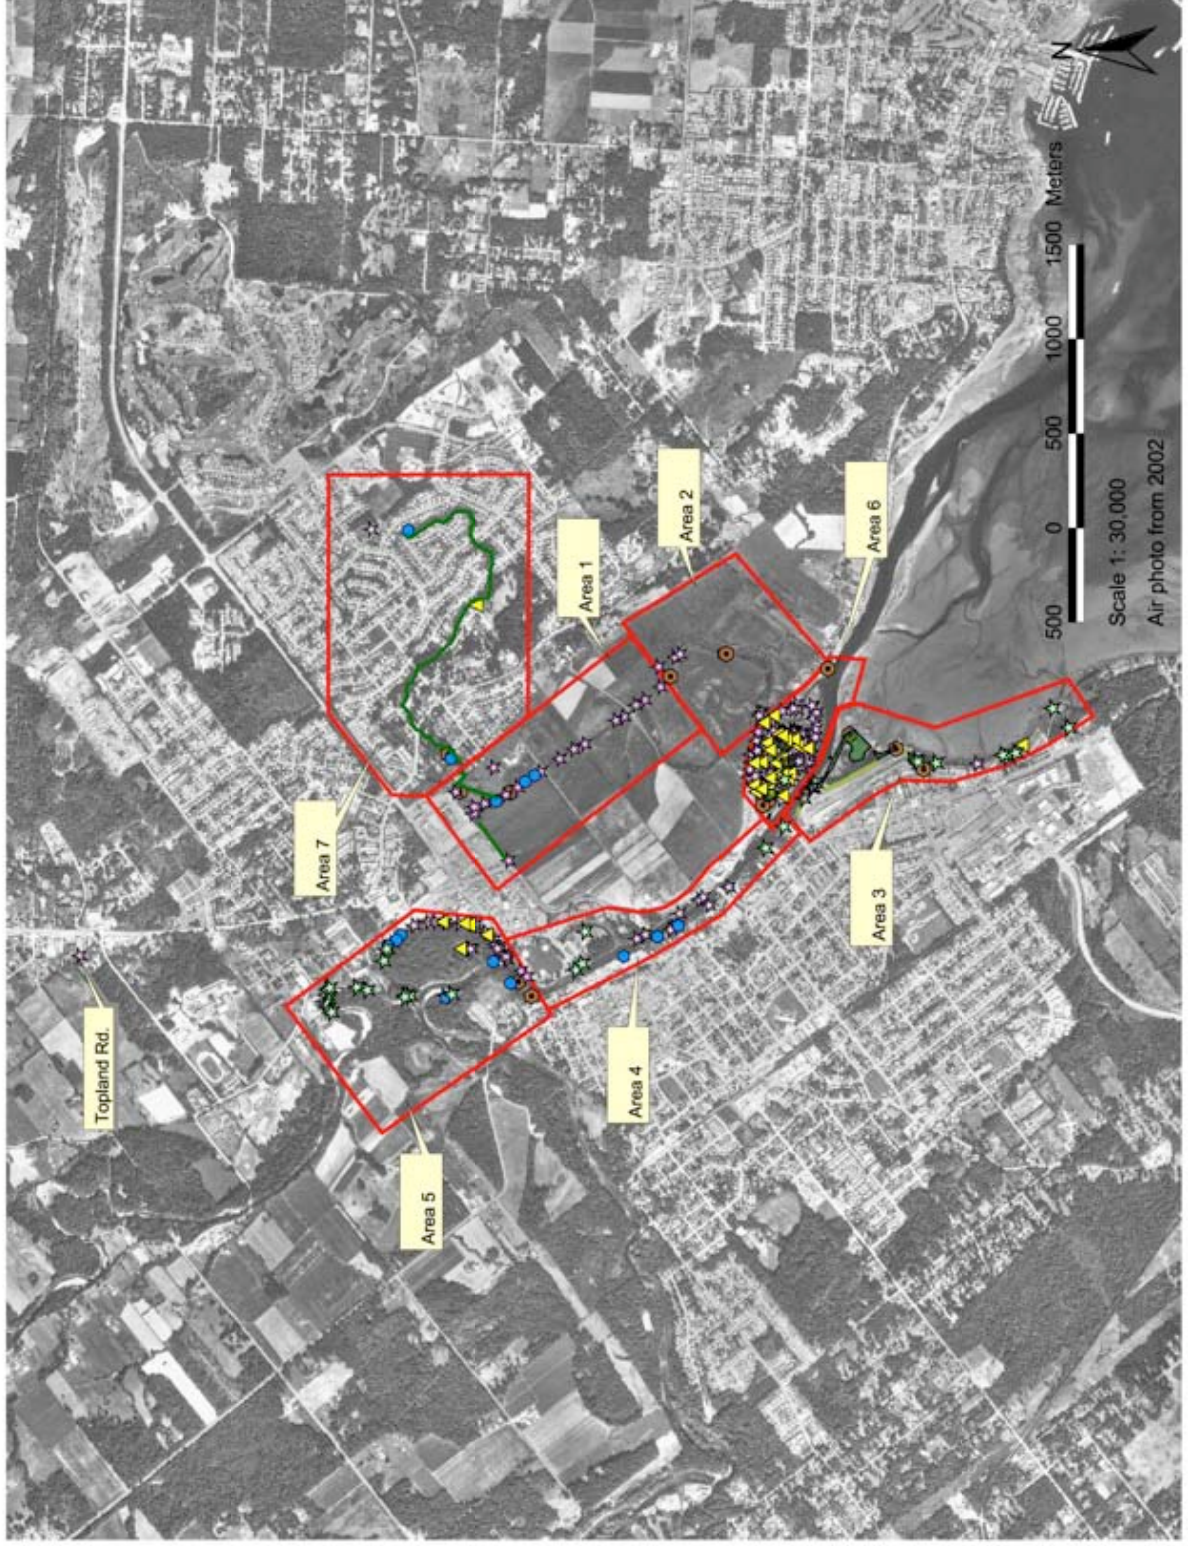 Topland Rd.
Area 7
Area 5
Area 4
Area 1
Area 2
Area 6
Area 3
N
500 0 500 1000 1500 Meters
Scale 1: 30,000
Air photo from 2002